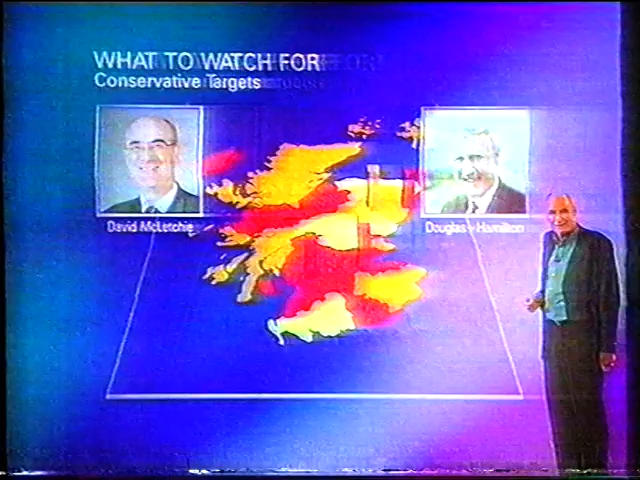 WHAT TO WATCH FOR
Conservative Targets
David McLetchie
Douglas - Hamilton